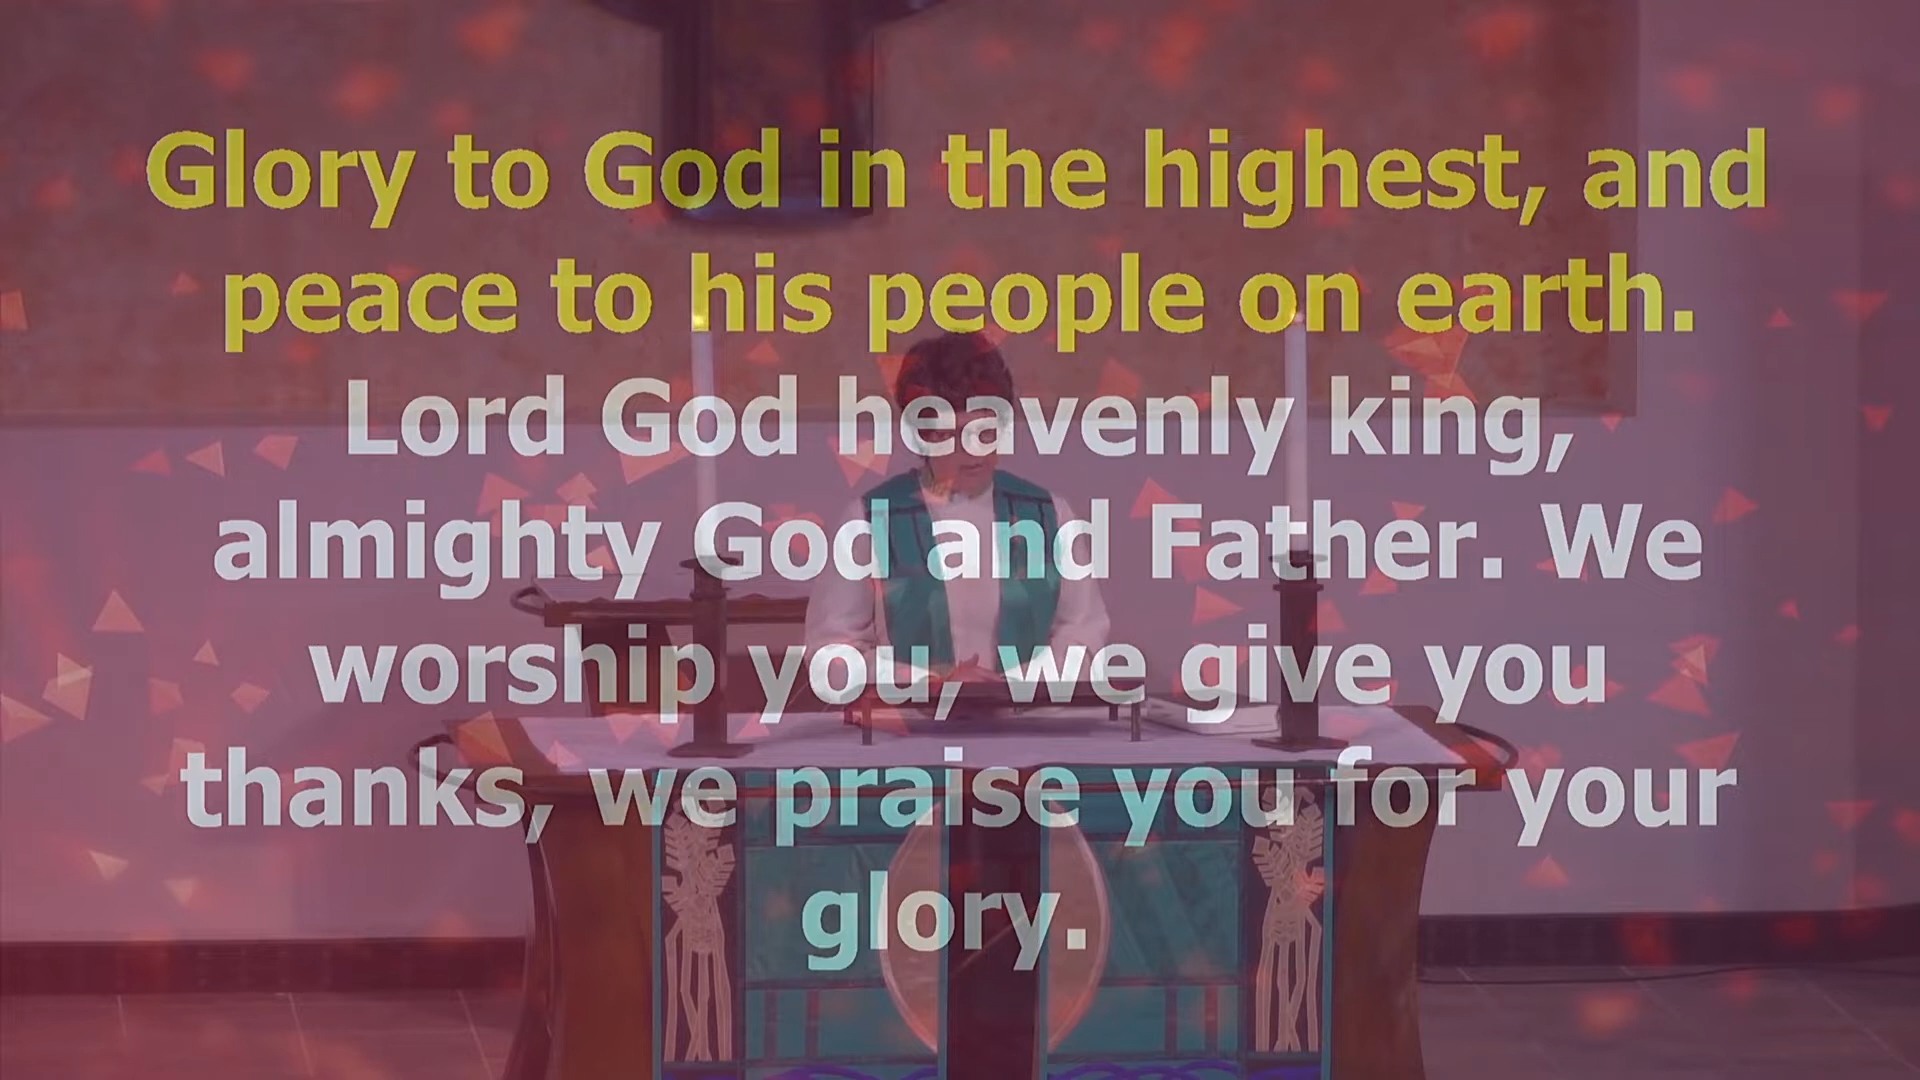 Glory to God in the highest, and
peace to his people on earth.
Lord God heavenly king,
almighty God and Father. We
worship you, we give you
thanks, we praise you for your
glory.